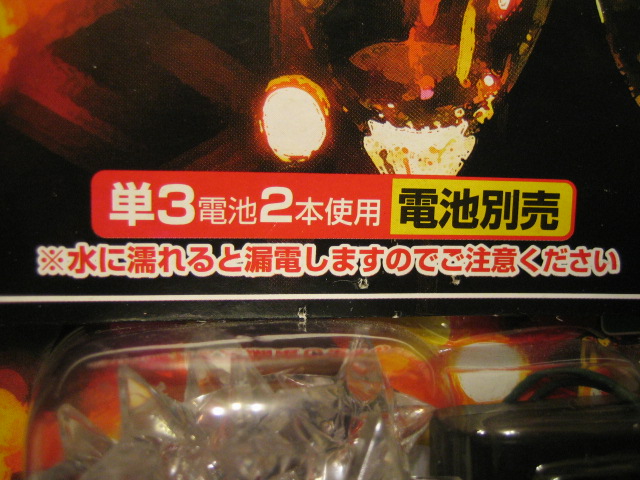 単3電池2本使用 電池別売
※水に濡れると漏電しますのでご注意ください